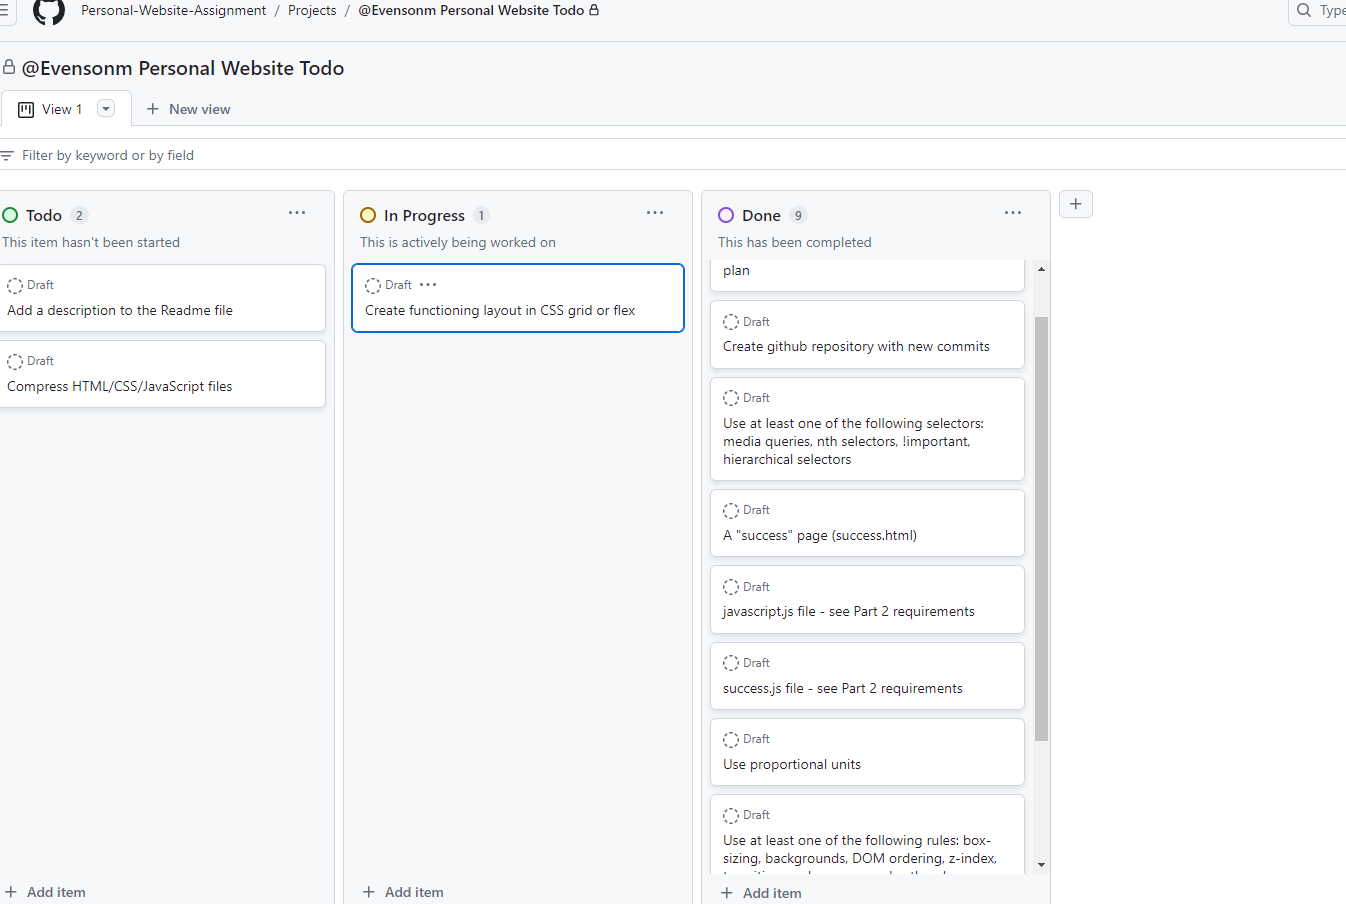 Personal-Website-Assignment / Projects / @Evensonm Personal Website Todo
Type
@Evensonm Personal Website Todo
View 1
New view
Filter by keyword or by field
Todo 2
This item hasn't been started
Draft
Add a description to the Readme file
Draft
Compress HTML/CSS/JavaScript files
+ Add item
In Progress 1
This is actively being worked on
Draft
Create functioning layout in CSS grid or flex
+ Add item
Done 9
This has been completed
plan
Draft
Create github repository with new commits
Draft
Use at least one of the following selectors:
media queries, nth selectors, !important,
hierarchical selectors
Draft
A "success" page (success.html)
Draft
javascript.js file - see Part 2 requirements
Draft
success.js file - see Part 2 requirements
Draft
Use proportional units
Draft
Use at least one of the following rules: box-
sizing, backgrounds, DOM ordering, z-index,
+ Add item